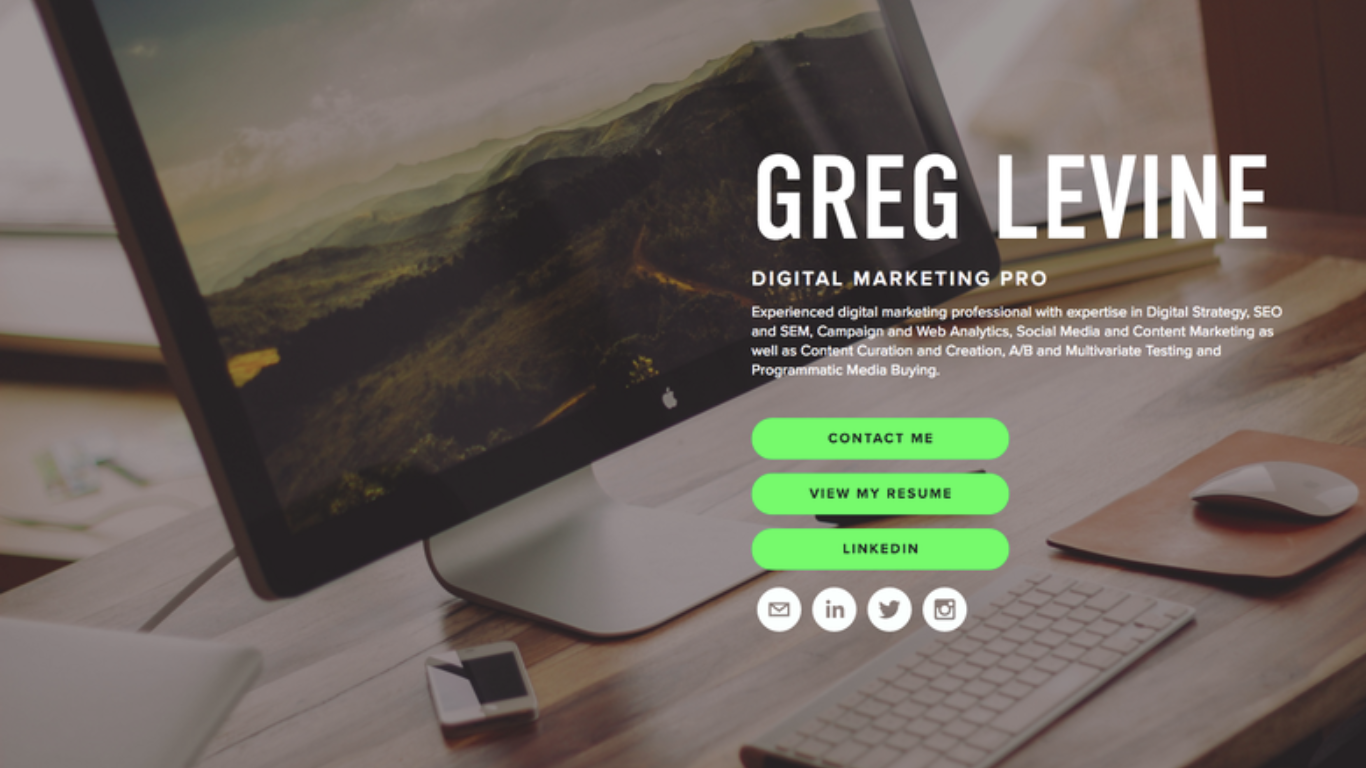 GREG LEVINE
DIGITAL MARKETING PRO
Experienced digital marketing professional with expertise in Digital Strategy, SEO
and SEM, Campaign and Web Analytics, Social Media and Content Marketing as
well as Content Curation and Creation, A/B and Multivariate Testing and
Programmatic Media Buying.
CONTACT ME
VIEW MY RESUME
LINKEDIN
in